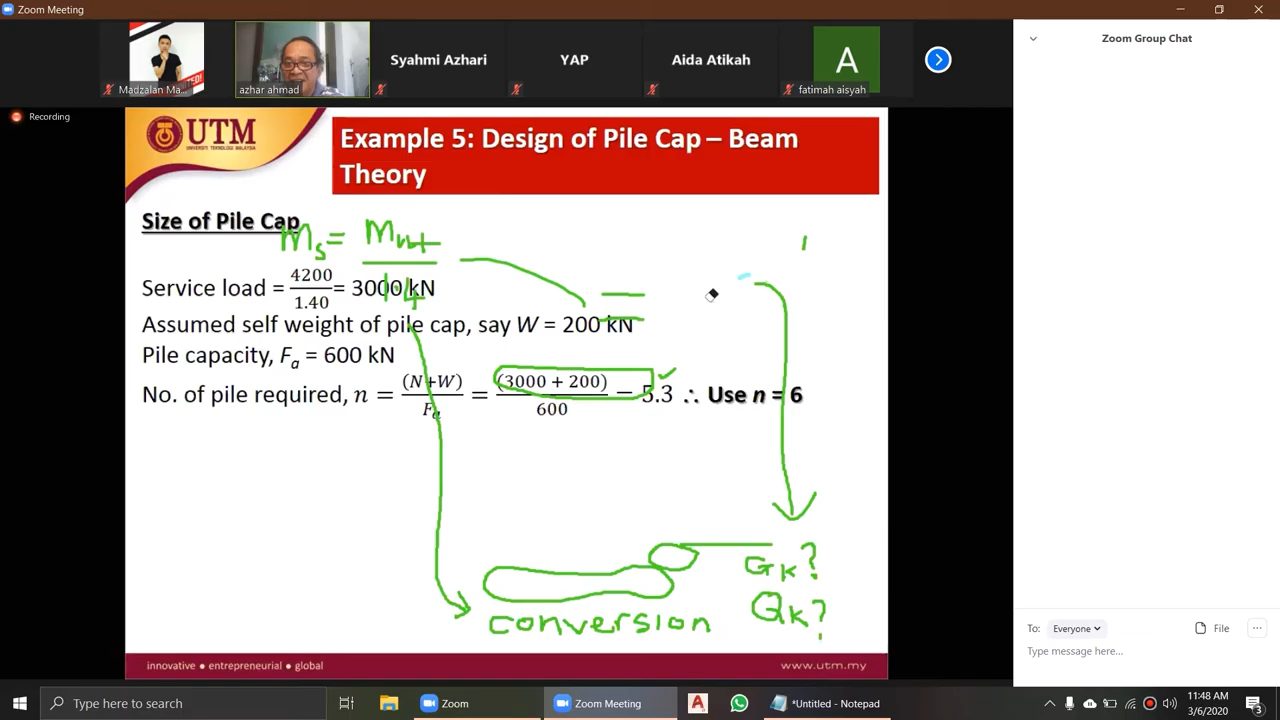 Zoom Meeting
Madzalan Ma...
azhar ahmad
Syahmi Azhari
YAP
Aida Atikah
A
fatimah aisyah
Zoom Group Chat
Recording
UTM
UNIVERSITI TEKNOLOGI MALAYSIA
Example 5: Design of Pile Cap – Beam
Theory
Size of Pile Cap
Ms = Mult
1.4
Service load = 4200/1.40 = 3000 kN
Assumed self weight of pile cap, say W = 200 kN
Pile capacity, Fa = 600 kN
No. of pile required, n = (N+W)/Fa = (3000 + 200)/600 = 5.3 ∴ Use n = 6
GK?
QK?
conversion
innovative ● entrepreneurial ● global
www.utm.my
To: Everyone
File
...
Type message here...
Type here to search
Zoom
Zoom Meeting
*Untitled - Notepad
11:48 AM
3/6/2020
3